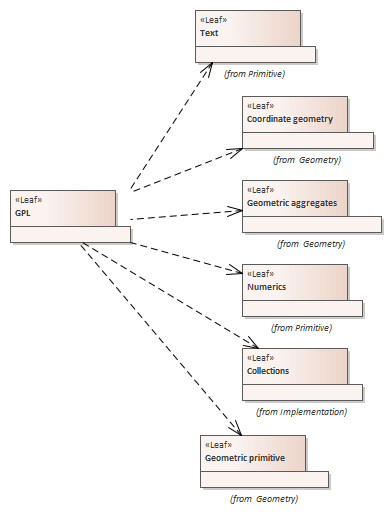 «Leaf»
Text
(from Primitive)
«Leaf»
Coordinate geometry
(from Geometry)
«Leaf»
Geometric aggregates
(from Geometry)
«Leaf»
GPL
«Leaf»
Numerics
(from Primitive)
«Leaf»
Collections
(from Implementation)
«Leaf»
Geometric primitive
(from Geometry)